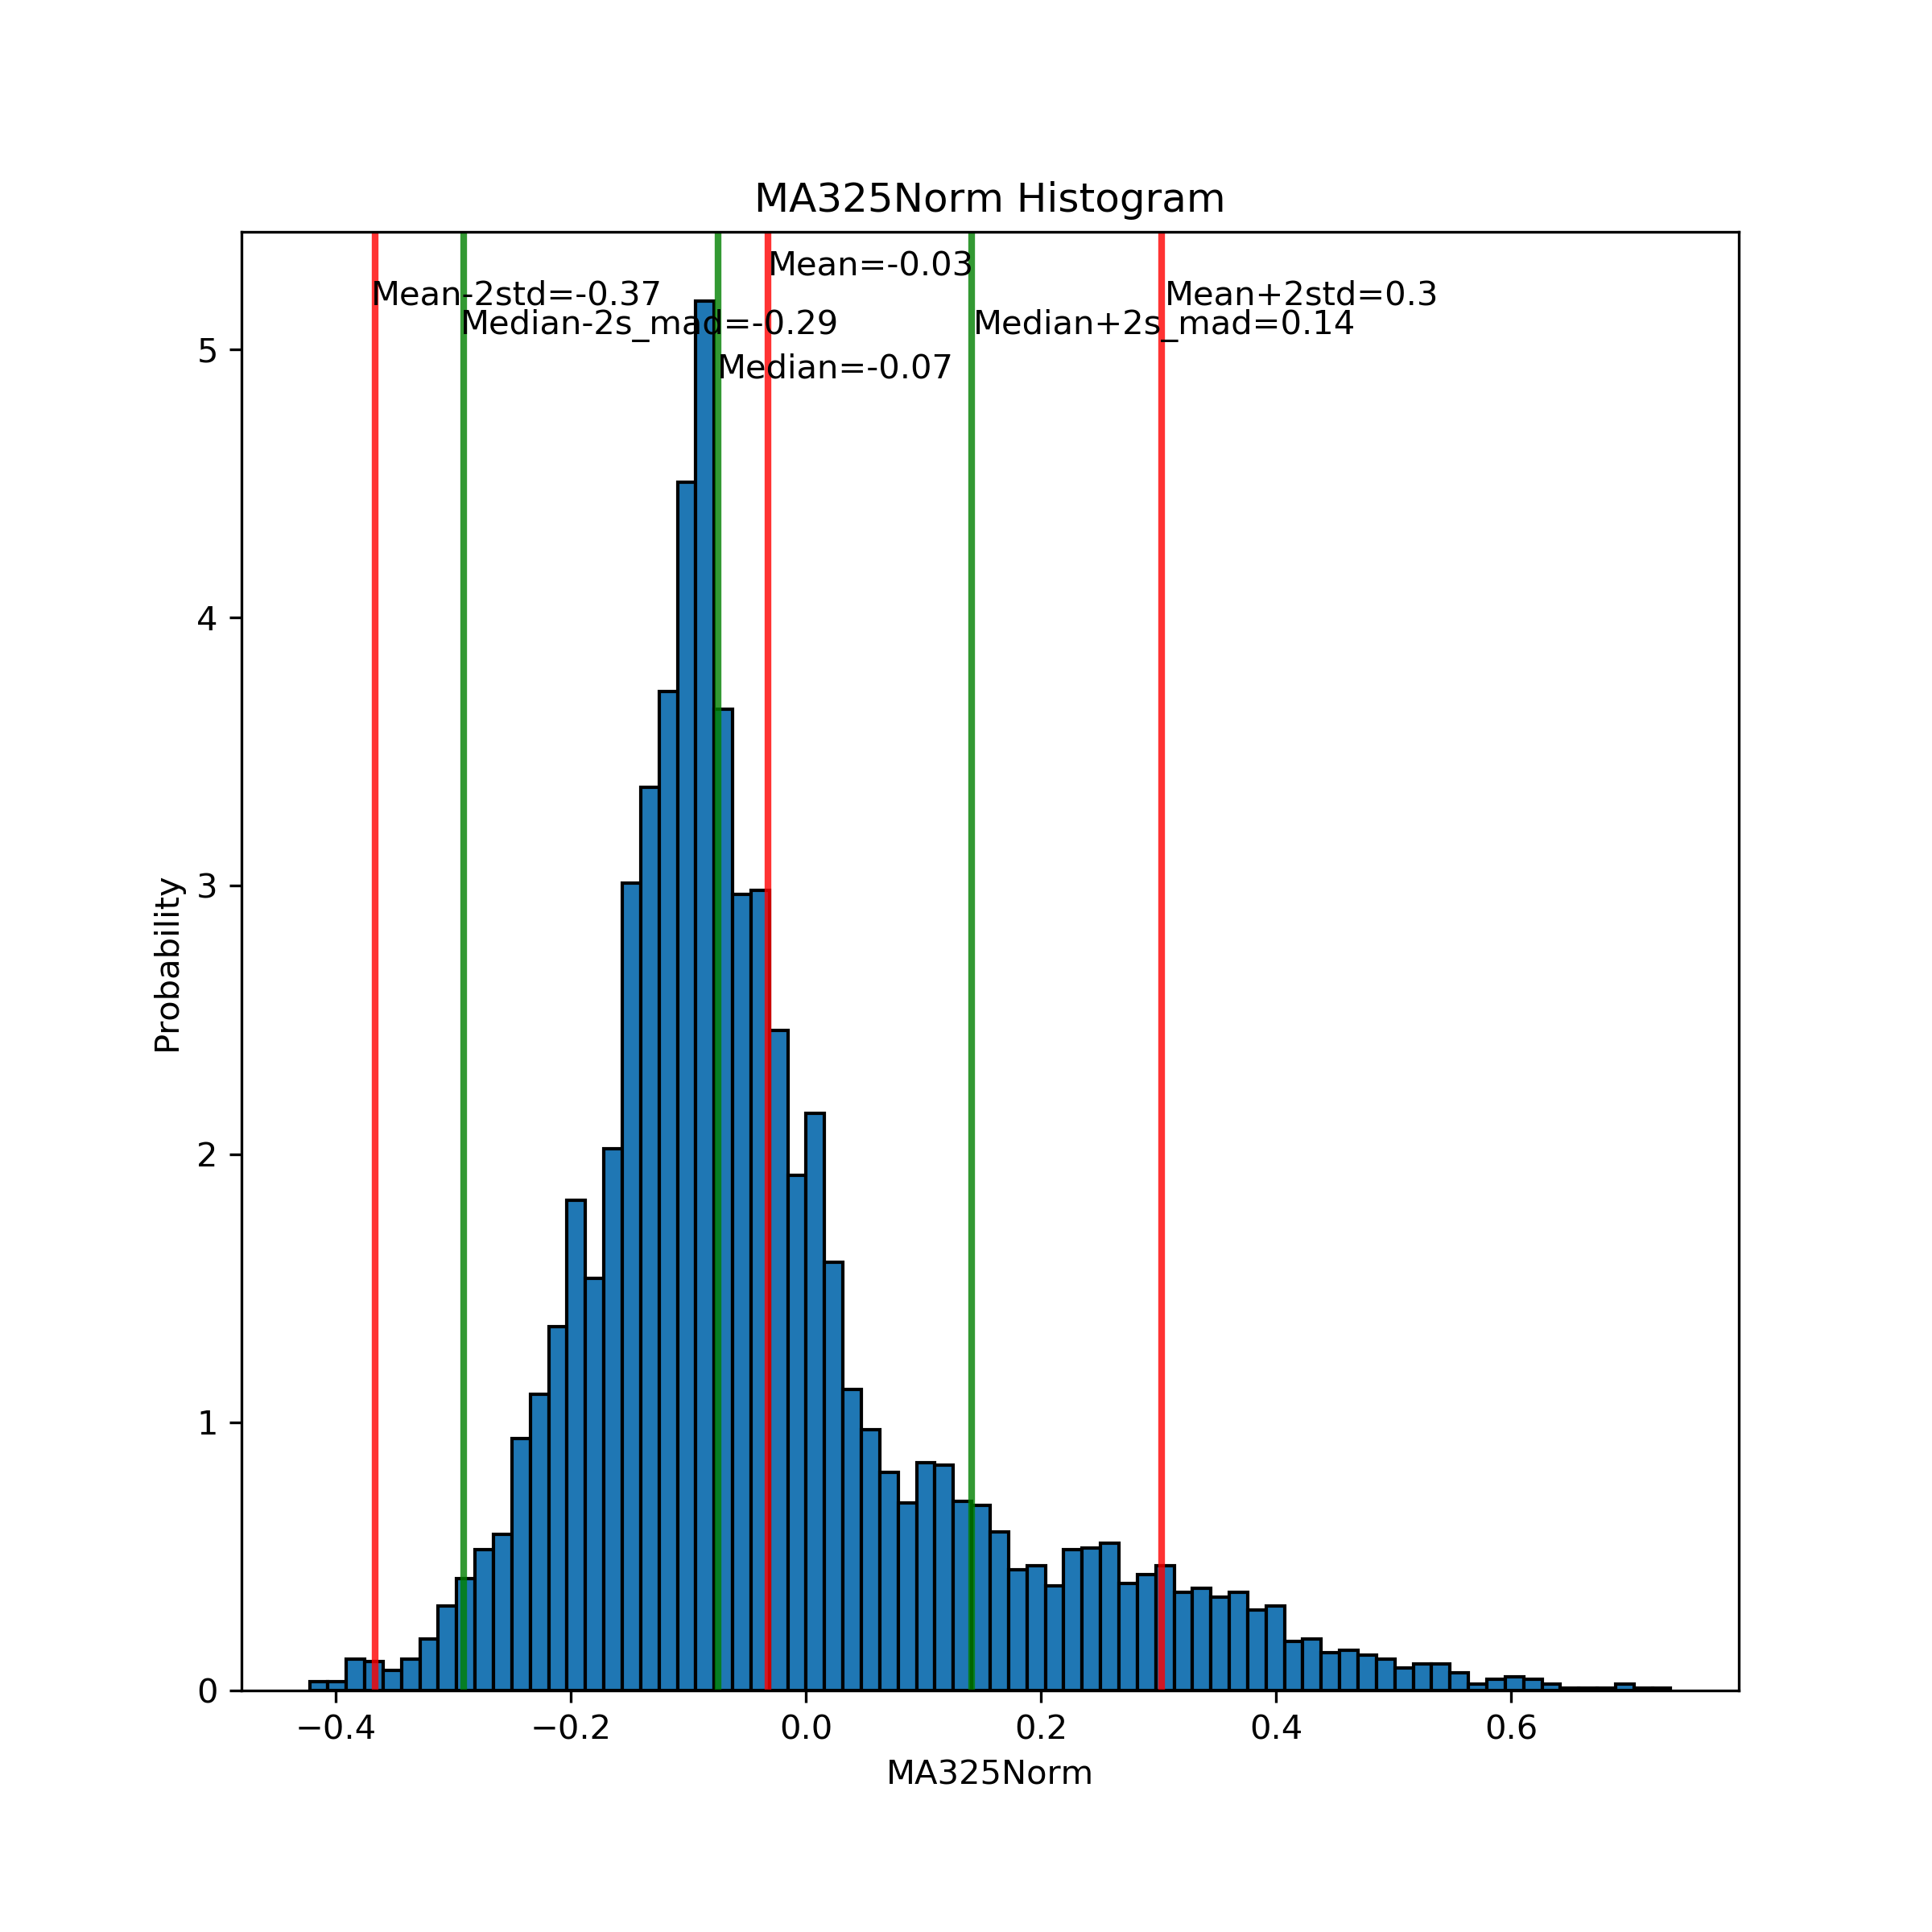 MA325Norm Histogram
Mean=-0.03
Mean-2std=-0.37
Mean+2std=0.3
Median-2s_mad=-0.29
Median+2s_mad=0.14
Median=-0.07
5
4
3
2
1
0
Probability
−0.4
−0.2
0.0
0.2
0.4
0.6
MA325Norm